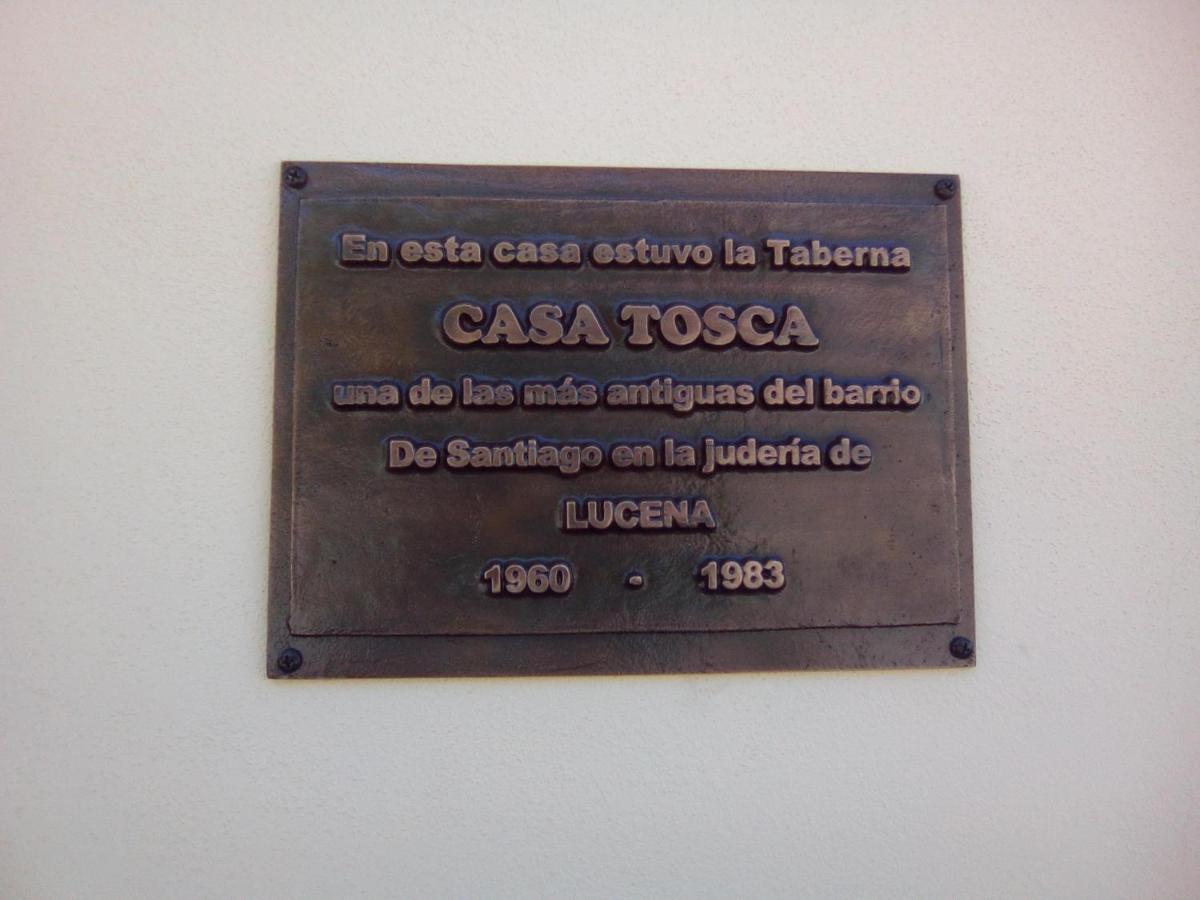 En esta casa estuvo la Taberna
CASA TOSCA
una de las más antiguas del barrio
De Santiago en la judería de
LUCENA
1960 - 1983